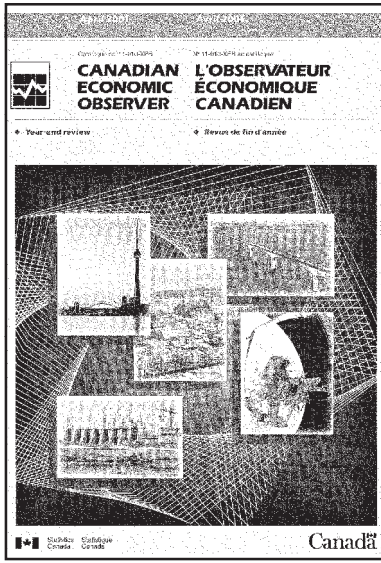 April 2001 Avril 2001
CANADIAN L'OBSERVATEUR
ECONOMIC ÉCONOMIQUE
OBSERVER CANADIEN
Year-end review Revue de fin d'année
Statistics Statistique
Canada Canada
Canada